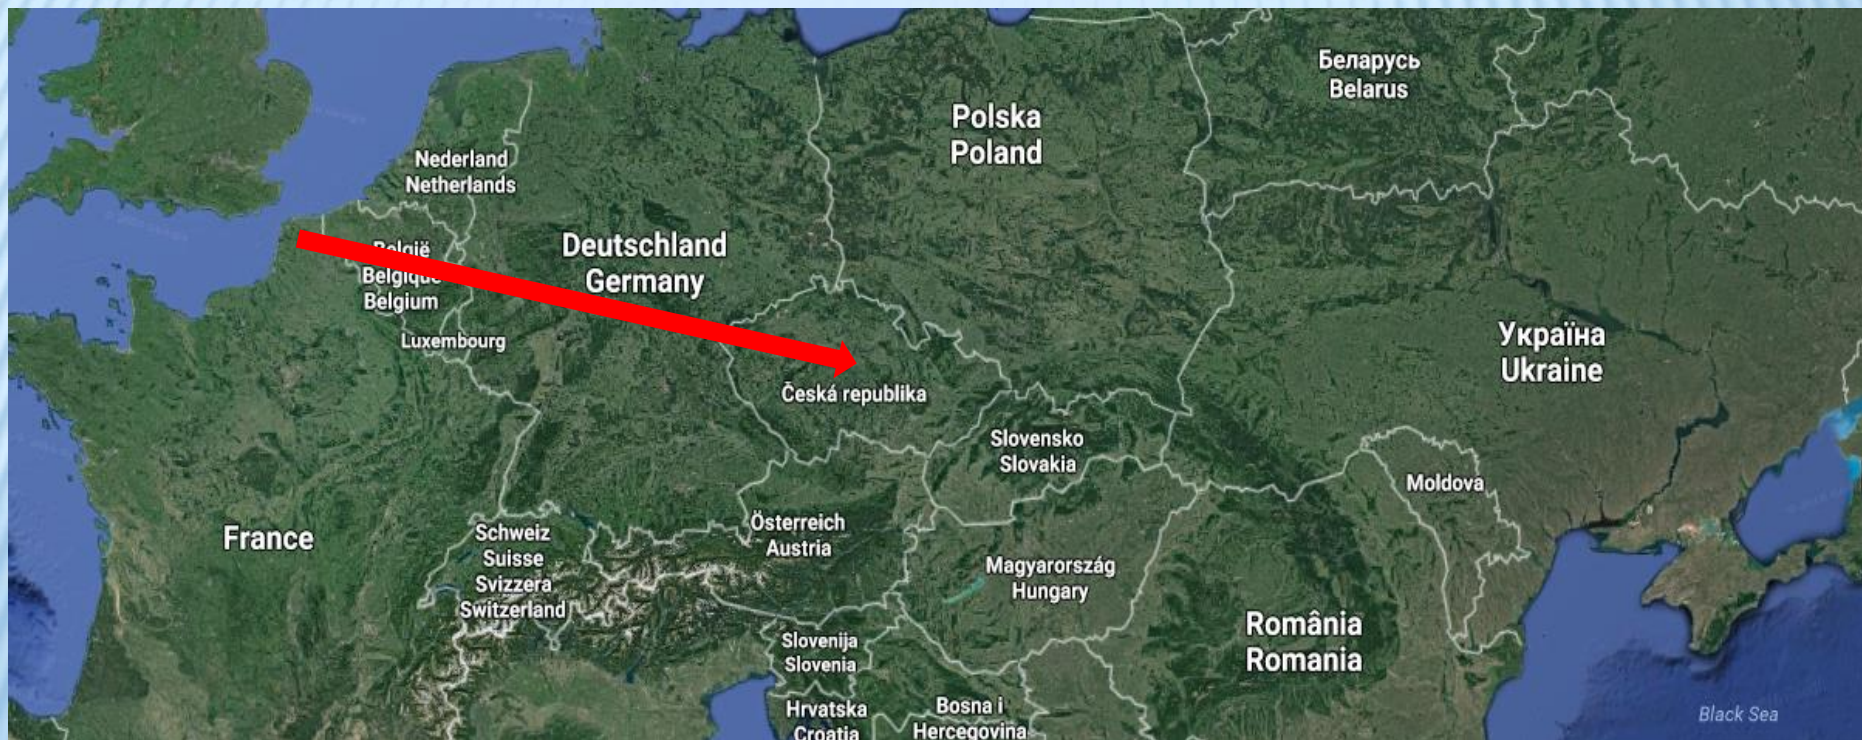 Беларусь
Belarus
Polska
Poland
Nederland
Netherlands
België
Belgique
Belgium
Deutschland
Germany
Luxembourg
Україна
Ukraine
Česká republika
Slovensko
Slovakia
Moldova
France
Schweiz
Suisse
Svizzera
Switzerland
Österreich
Austria
Magyarország
Hungary
România
Romania
Slovenija
Slovenia
Hrvatska
Croatia
Bosna i
Hercegovina
Black Sea